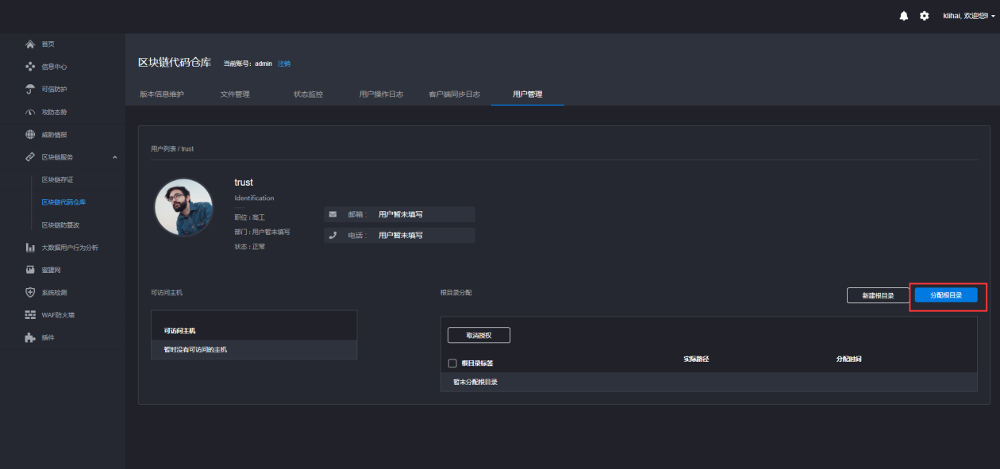 klihai, 欢迎您!
首页
信息中心
可信防护
攻防态势
威胁情报
区块链服务
区块链存证
区块链代码仓库
区块链防篡改
大数据用户行为分析
蜜罐网
系统检测
WAF防火墙
插件
区块链代码仓库 当前账号：admin 注销
版本信息维护 文件管理 状态监控 用户操作日志 客户端同步日志 用户管理
用户列表 / trust
trust
Identification
职位 : 高工
部门 : 用户暂未填写
状态 : 正常
邮箱 : 用户暂未填写
电话 : 用户暂未填写
可访问主机
可访问主机
暂时没有可访问的主机
根目录分配 新建根目录 分配根目录
取消授权
根目录标签 实际路径 分配时间
暂未分配根目录